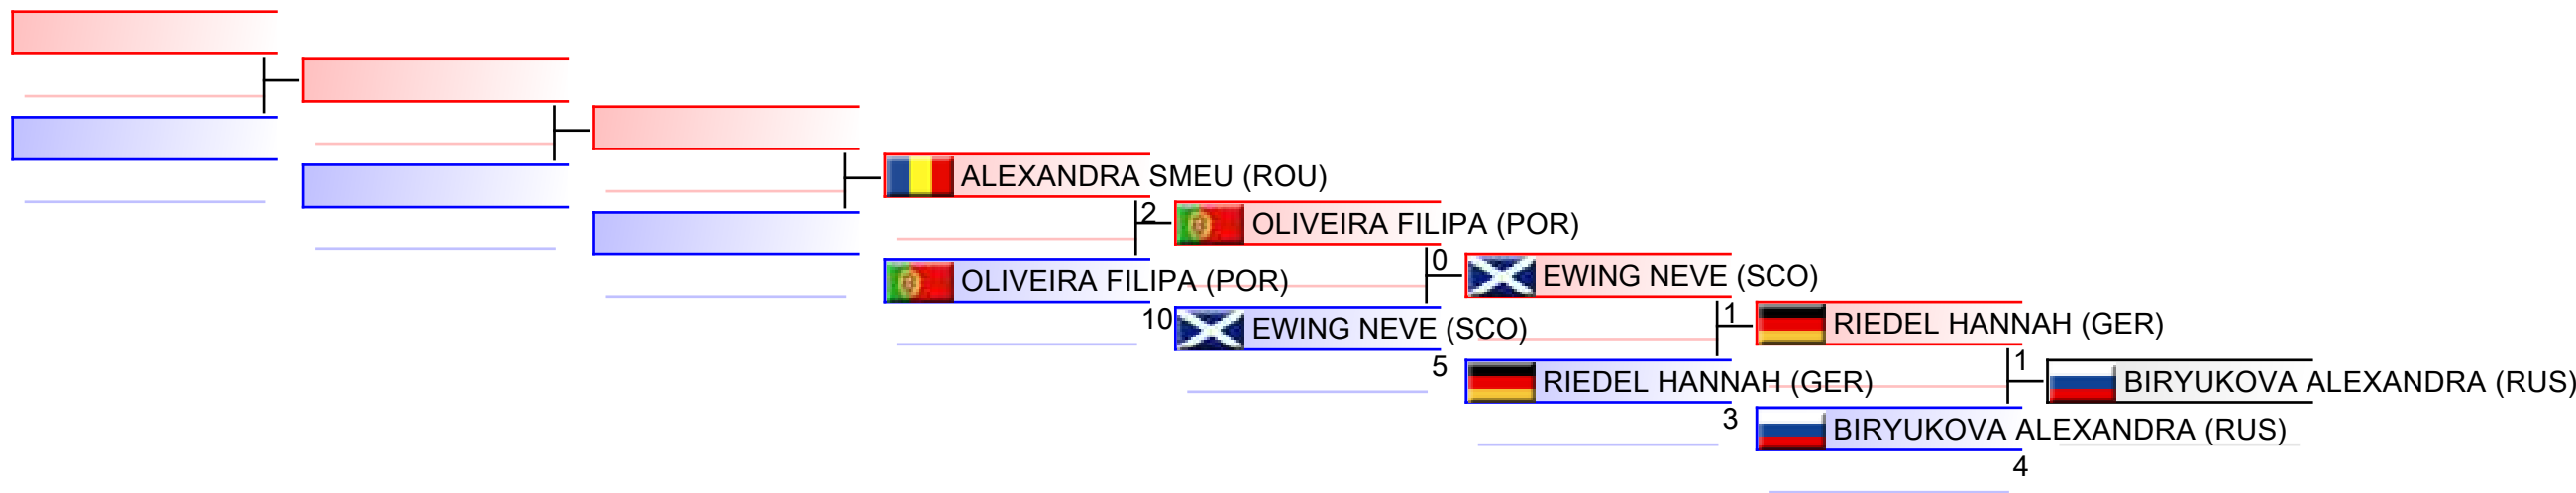 ALEXANDRA SMEU (ROU)
2
OLIVEIRA FILIPA (POR)
OLIVEIRA FILIPA (POR)
10
0
EWING NEVE (SCO)
EWING NEVE (SCO)
5
1
RIEDEL HANNAH (GER)
RIEDEL HANNAH (GER)
3
1
BIRYUKOVA ALEXANDRA (RUS)
BIRYUKOVA ALEXANDRA (RUS)
4